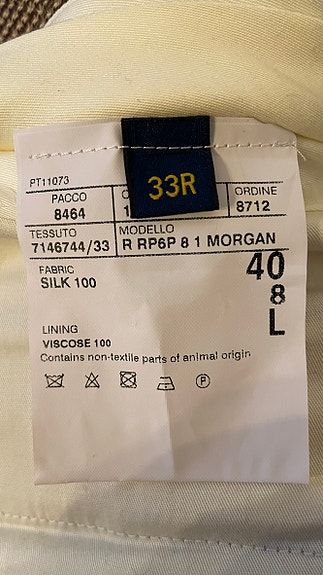 33R
PT11073
PACCO
ORDINE
8464
8712
TESSUTO
MODELLO
7146744/33
R RP6P 8 1 MORGAN
FABRIC
SILK 100
40
8
L
LINING
VISCOSE 100
Contains non-textile parts of animal origin
P